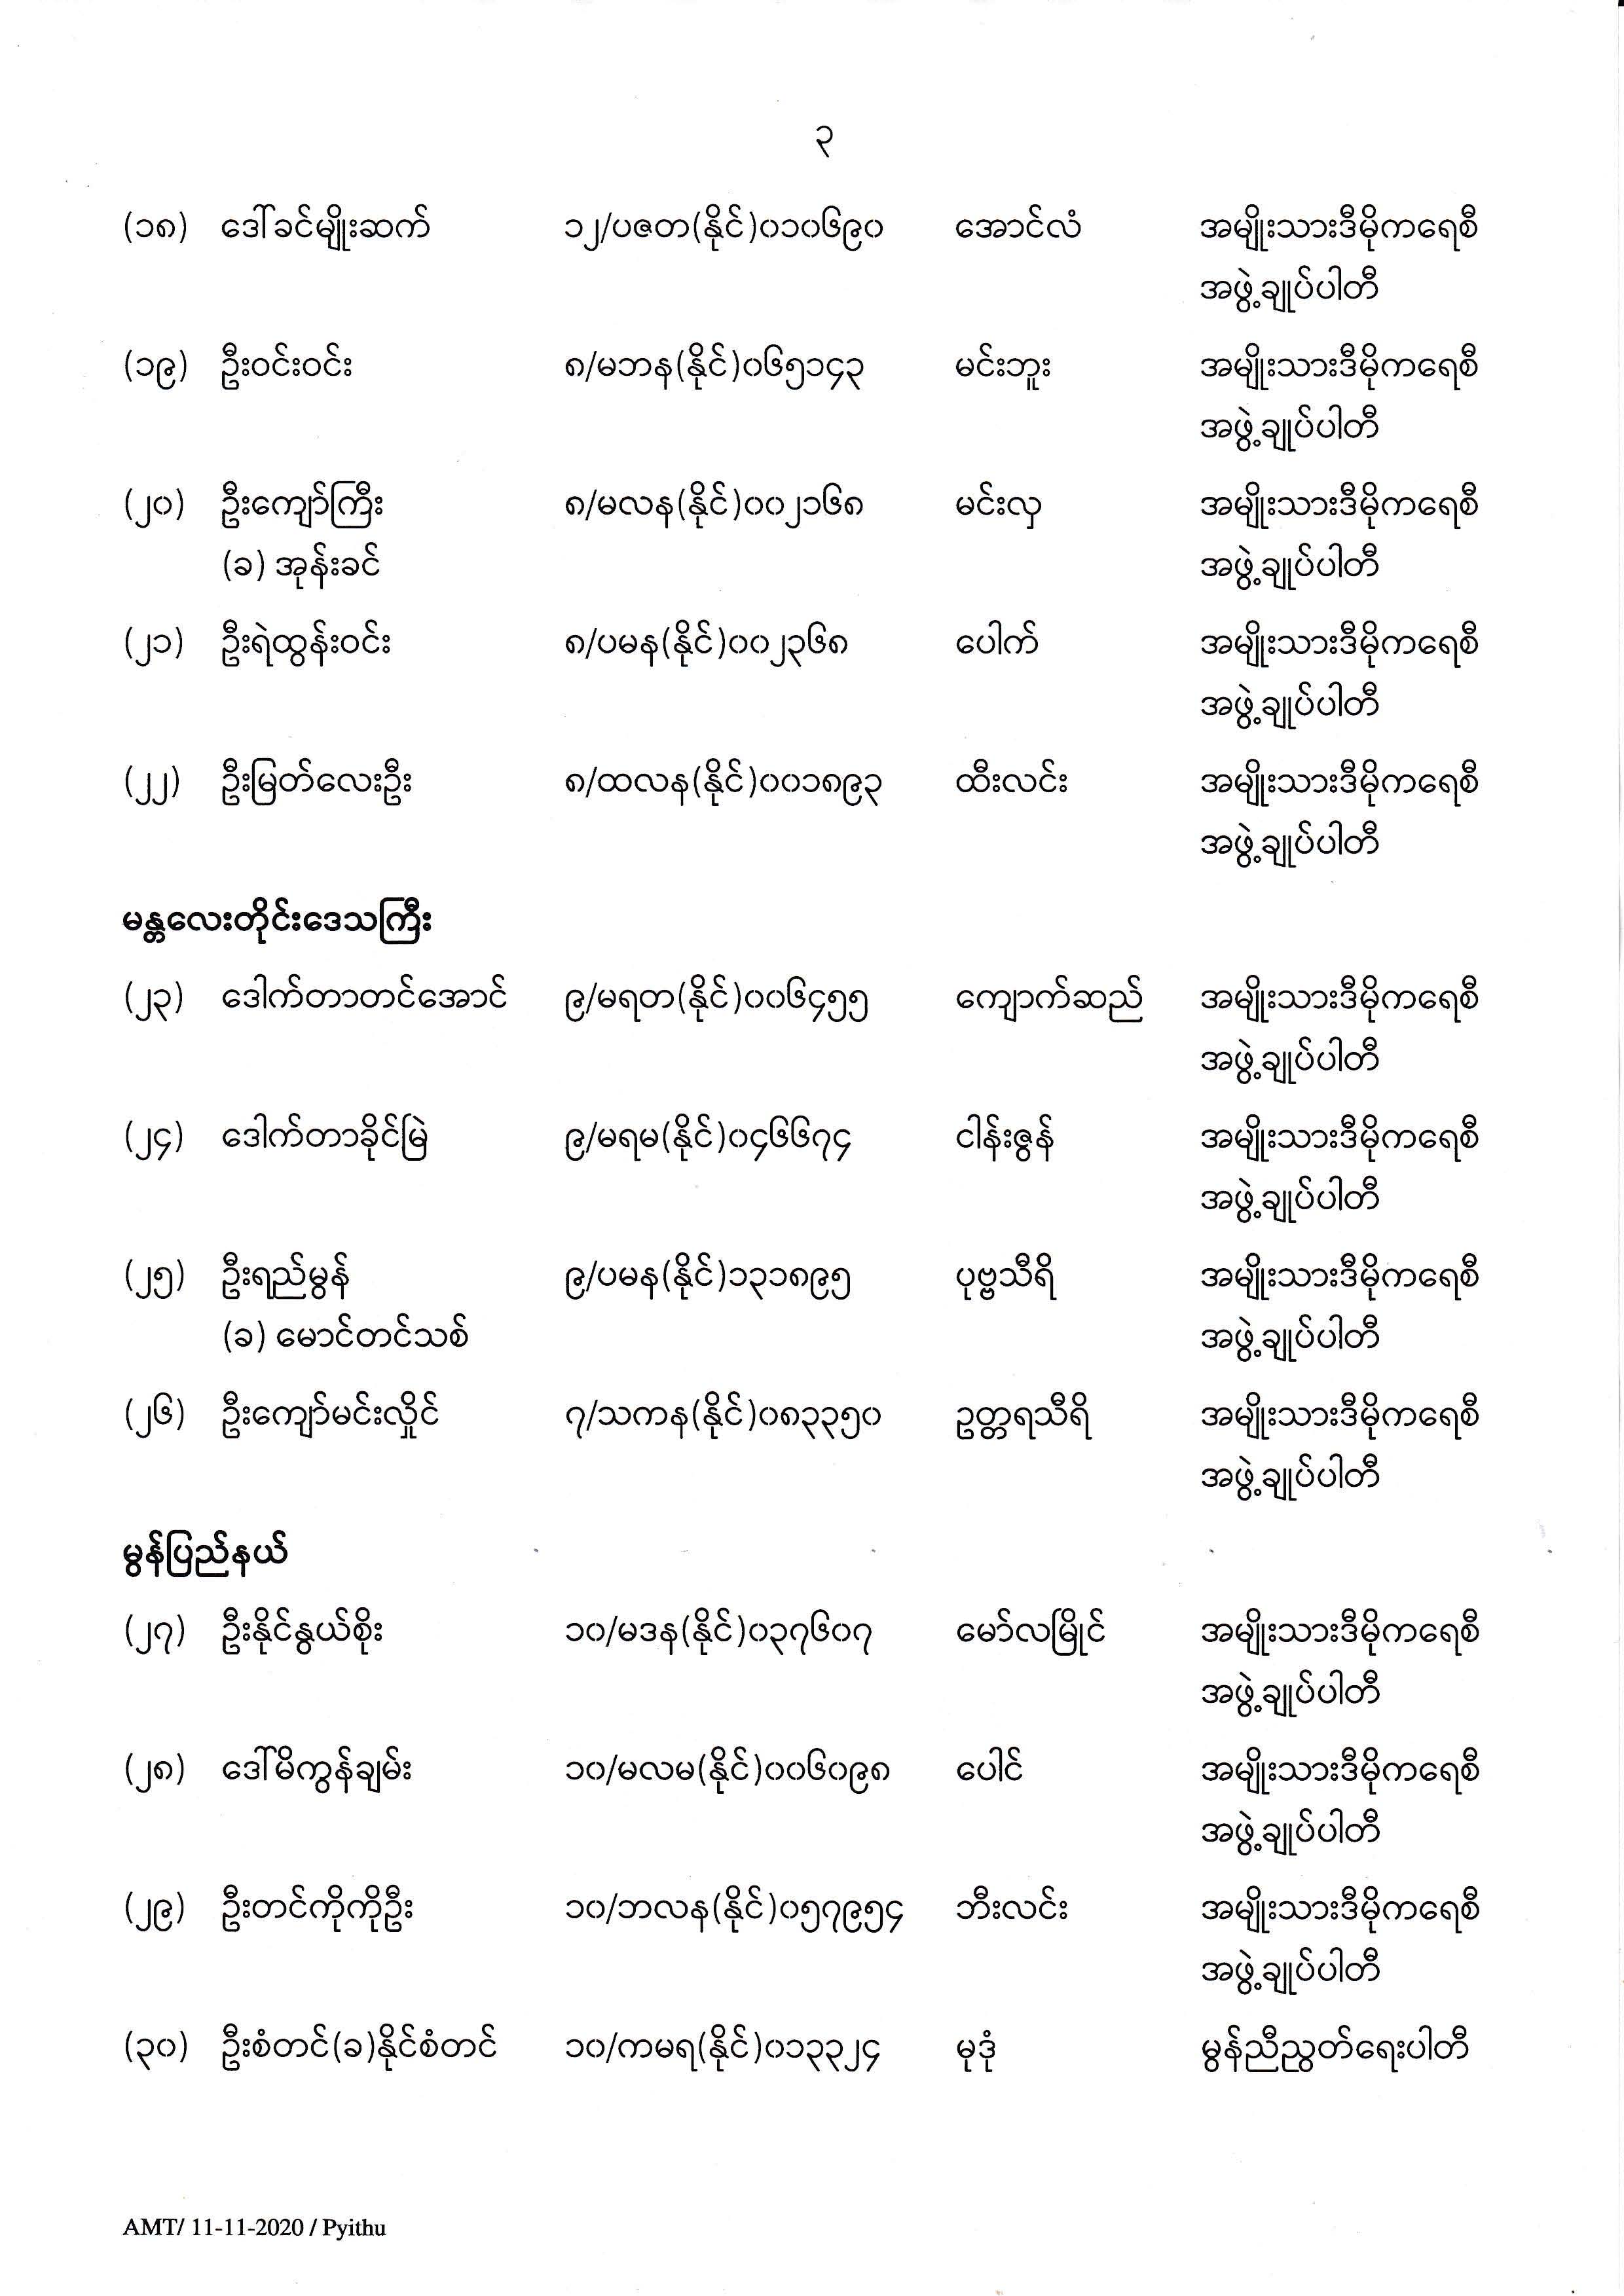 ၃
(၁၈) ဒေါ်ခင်မျိုးဆက် ၁၂/ပဇတ(နိုင်)၀၁၀၆၉၀ အောင်လံ အမျိုးသားဒီမိုကရေစီ
အဖွဲ့ချုပ်ပါတီ
(၁၉) ဦးဝင်းဝင်း ၈/မဘန(နိုင်)၀၆၅၁၄၃ မင်းဘူး အမျိုးသားဒီမိုကရေစီ
အဖွဲ့ချုပ်ပါတီ
(၂၀) ဦးကျော်ကြီး ၈/မလန(နိုင်)၀၀၂၁၆၈ မင်းလှ အမျိုးသားဒီမိုကရေစီ
(ခ) အုန်းခင် အဖွဲ့ချုပ်ပါတီ
(၂၁) ဦးရဲထွန်းဝင်း ၈/ပမန(နိုင်)၀၀၂၃၆၈ ပေါက် အမျိုးသားဒီမိုကရေစီ
အဖွဲ့ချုပ်ပါတီ
(၂၂) ဦးမြတ်လေးဦး ၈/ထလန(နိုင်)၀၀၁၈၉၃ ထီးလင်း အမျိုးသားဒီမိုကရေစီ
အဖွဲ့ချုပ်ပါတီ
မန္တလေးတိုင်းဒေသကြီး
(၂၃) ဒေါက်တာတင်အောင် ၉/မရတ(နိုင်)၀၀၆၄၅၅ ကျောက်ဆည် အမျိုးသားဒီမိုကရေစီ
အဖွဲ့ချုပ်ပါတီ
(၂၄) ဒေါက်တာခိုင်မြဲ ၉/မရမ(နိုင်)၀၄၆၆၇၄ ငါန်းဇွန် အမျိုးသားဒီမိုကရေစီ
အဖွဲ့ချုပ်ပါတီ
(၂၅) ဦးရည်မွန် ၉/ပမန(နိုင်)၁၃၁၈၉၅ ပုဗ္ဗသီရိ အမျိုးသားဒီမိုကရေစီ
(ခ) မောင်တင်သစ် အဖွဲ့ချုပ်ပါတီ
(၂၆) ဦးကျော်မင်းလှိုင် ၇/သကန(နိုင်)၀၈၃၃၅၀ ဥတ္တရသီရိ အမျိုးသားဒီမိုကရေစီ
အဖွဲ့ချုပ်ပါတီ
မွန်ပြည်နယ်
(၂၇) ဦးနိုင်နွယ်စိုး ၁၀/မဒန(နိုင်)၀၃၇၆၀၇ မော်လမြိုင် အမျိုးသားဒီမိုကရေစီ
အဖွဲ့ချုပ်ပါတီ
(၂၈) ဒေါ်မိကွန်ချမ်း ၁၀/မလမ(နိုင်)၀၀၆၀၉၈ ပေါင် အမျိုးသားဒီမိုကရေစီ
အဖွဲ့ချုပ်ပါတီ
(၂၉) ဦးတင်ကိုကိုဦး ၁၀/ဘလန(နိုင်)၀၅၇၉၅၄ ဘီးလင်း အမျိုးသားဒီမိုကရေစီ
အဖွဲ့ချုပ်ပါတီ
(၃၀) ဦးစံတင်(ခ)နိုင်စံတင် ၁၀/ကမရ(နိုင်)၀၁၃၃၂၄ မုဒုံ မွန်ညီညွတ်ရေးပါတီ
AMT/ 11-11-2020 / Pyithu